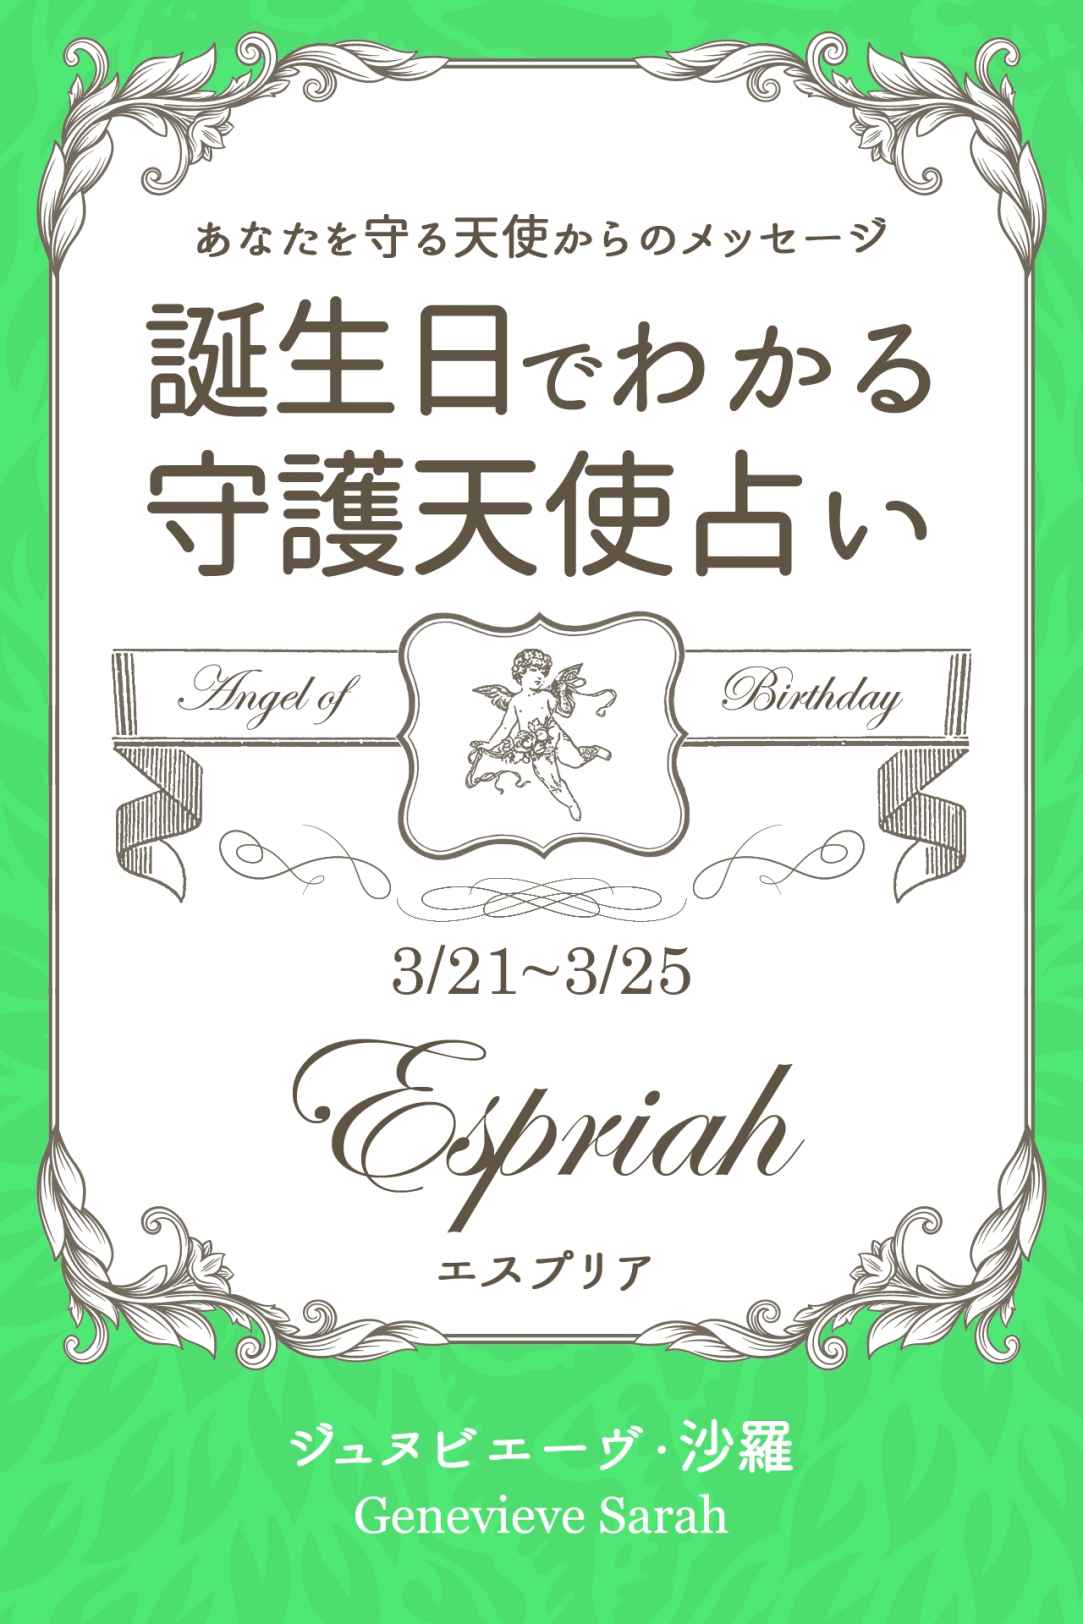 あなたを守る天使からのメッセージ
誕生日でわかる
守護天使占い
Angel of Birthday
3/21~3/25
Espriah
エスプリア
ジュヌビエーヴ・沙羅
Genevieve Sarah